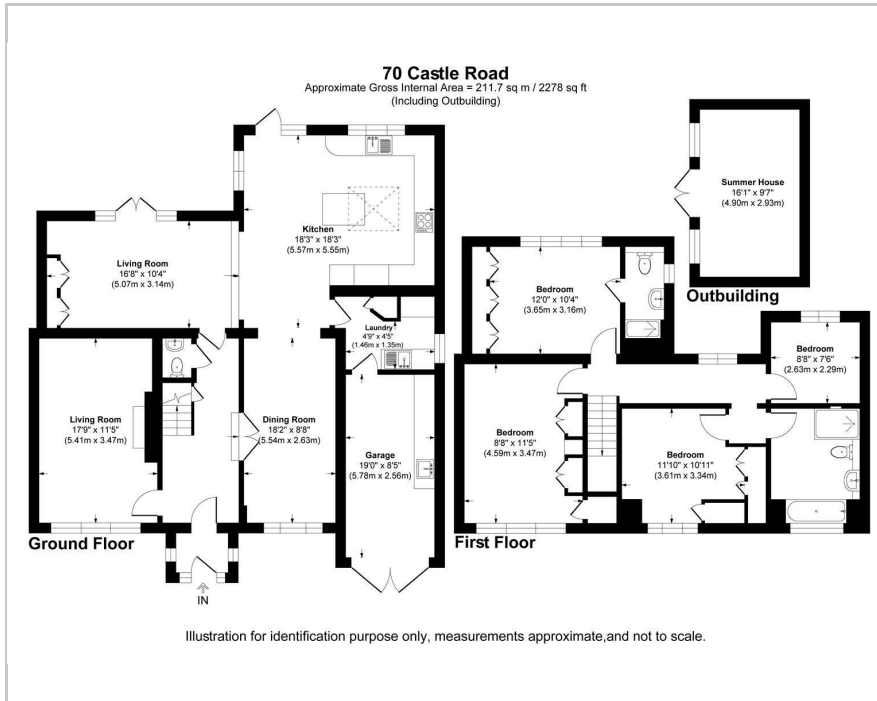 70 Castle Road
Approximate Gross Internal Area = 211.7 sq m / 2278 sq ft
(Including Outbuilding)
Summer House
16'1" x 9'7"
(4.90m x 2.93m)
Outbuilding
Kitchen
18'3" x 18'3"
(5.57m x 5.55m)
Living Room
16'8" x 10'4"
(5.07m x 3.14m)
Laundry
4'9" x 4'5"
(1.46m x 1.35m)
Living Room
17'9" x 11'5"
(5.41m x 3.47m)
Dining Room
18'2" x 8'8"
(5.54m x 2.63m)
Garage
19'0" x 8'5"
(5.78m x 2.56m)
Ground Floor
IN
Bedroom
12'0" x 10'4"
(3.65m x 3.16m)
Bedroom
8'8" x 7'6"
(2.63m x 2.29m)
Bedroom
8'8" x 11'5"
(4.59m x 3.47m)
Bedroom
11'10" x 10'11"
(3.61m x 3.34m)
First Floor
Illustration for identification purpose only, measurements approximate,and not to scale.